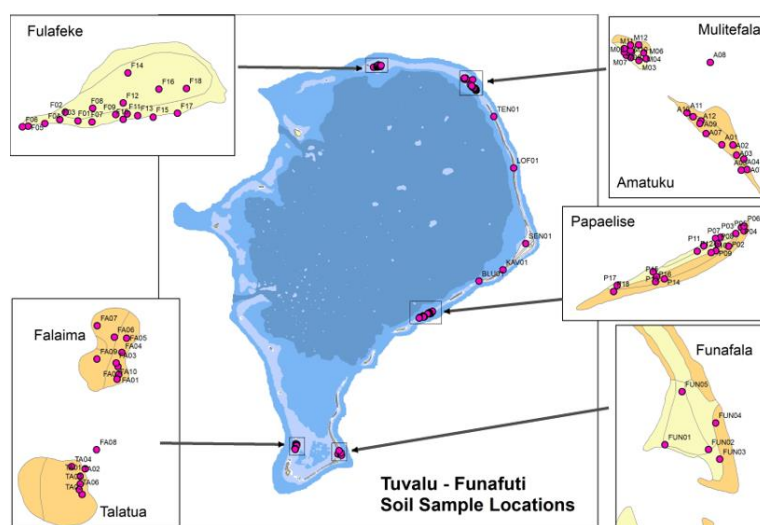 Fulafeke
F14
F18
F16
F12
F08
F02
F03
F09
F11
F13
F15
F17
F01
F07
F06
F05
TEN01
LOF01
SEN01
KAV01
Mulitefala
M12
M06
M04
M07
M03
A08
A11
A12
A09
A07
A01
A02
A03
A04
Amatuku
Papaelise
P06
P03
P04
P07
P11
P02
P09
P17
P14
Falaima
FA07
FA06
FA05
FA04
FA09
FA03
FA10
FA01
FA08
TA04
TA02
TA06
Talatua
Funafala
FUN05
FUN04
FUN01
FUN02
FUN03
Tuvalu - Funafuti
Soil Sample Locations